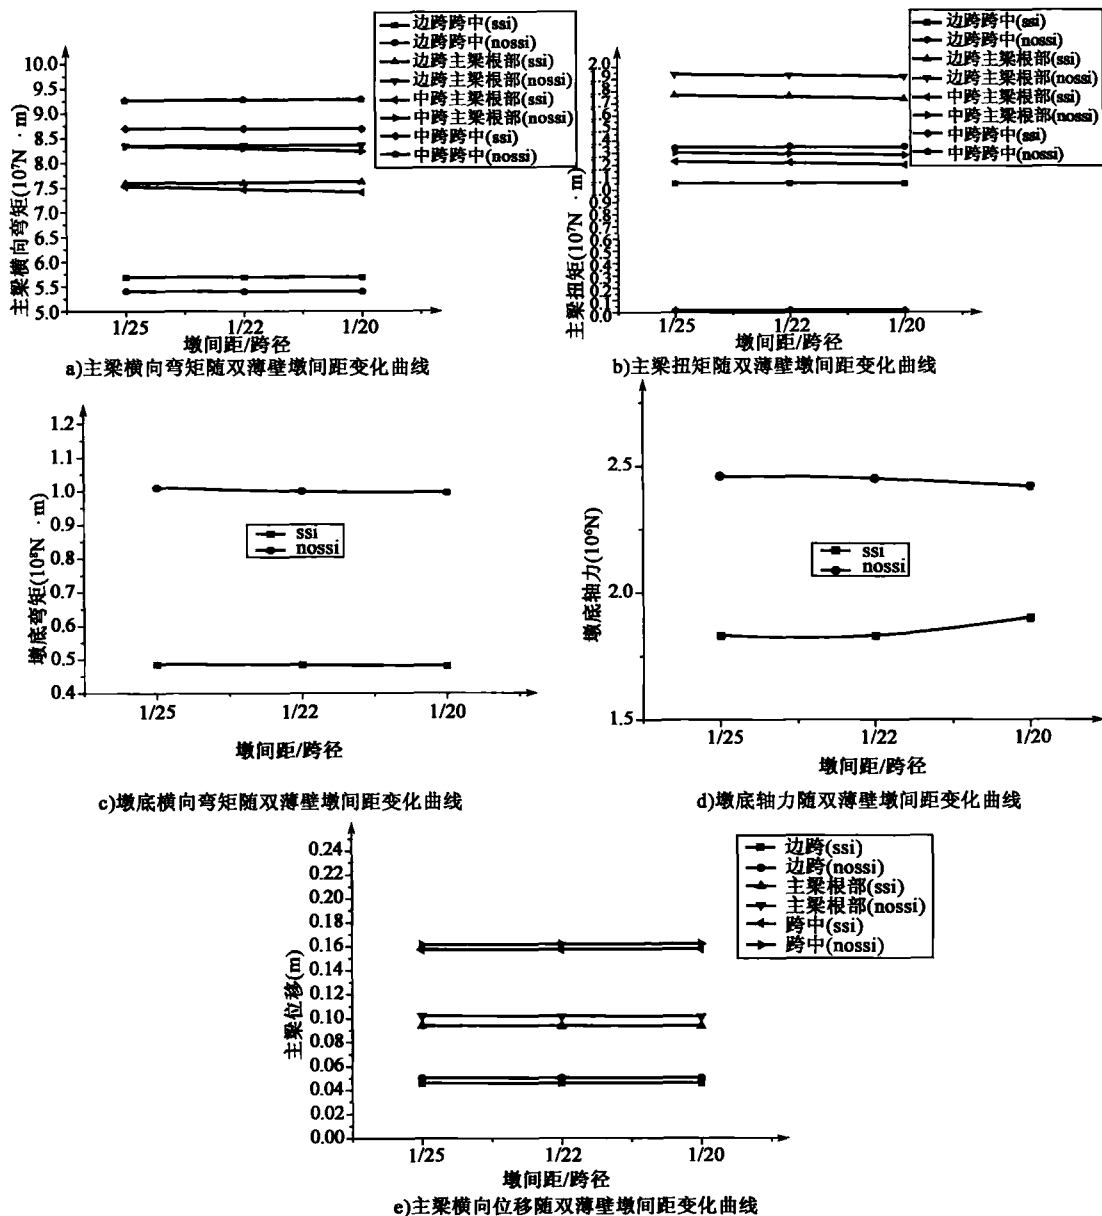 边跨跨中(ssi)
边跨跨中(nossi)
边跨主梁根部(ssi)
边跨主梁根部(nossi)
中跨主梁根部(ssi)
中跨主梁根部(nossi)
中跨跨中(ssi)
中跨跨中(nossi)
10.0
9.5
9.0
8.5
8.0
7.5
7.0
6.5
6.0
5.5
5.0
主梁横向弯矩(10⁷N · m)
1/25
1/22
1/20
墩间距/跨径
a)主梁横向弯矩随双薄壁墩间距变化曲线
边跨跨中(ssi)
边跨跨中(nossi)
边跨主梁根部(ssi)
边跨主梁根部(nossi)
中跨主梁根部(ssi)
中跨主梁根部(nossi)
中跨跨中(ssi)
中跨跨中(nossi)
2.0
1.9
1.8
1.7
1.6
1.5
1.4
1.3
1.2
1.1
1.0
0.9
0.8
0.7
0.6
0.5
0.4
0.3
0.2
0.1
0.0
主梁扭矩(10⁷N · m)
1/25
1/22
1/20
墩间距/跨径
b)主梁扭矩随双薄壁墩间距变化曲线
1.2
1.1
1.0
0.9
0.8
0.7
0.6
0.5
0.4
墩底弯矩(10⁸N · m)
ssi
nossi
1/25
1/22
1/20
墩间距/跨径
c)墩底横向弯矩随双薄壁墩间距变化曲线
2.5
2.0
1.5
墩底轴力(10⁶N)
ssi
nossi
1/25
1/22
1/20
墩间距/跨径
d)墩底轴力随双薄壁墩间距变化曲线
边跨(ssi)
边跨(nossi)
主梁根部(ssi)
主梁根部(nossi)
跨中(ssi)
跨中(nossi)
0.24
0.22
0.20
0.18
0.16
0.14
0.12
0.10
0.08
0.06
0.04
0.02
0.00
主梁位移(m)
1/25
1/22
1/20
墩间距/跨径
e)主梁横向位移随双薄壁墩间距变化曲线